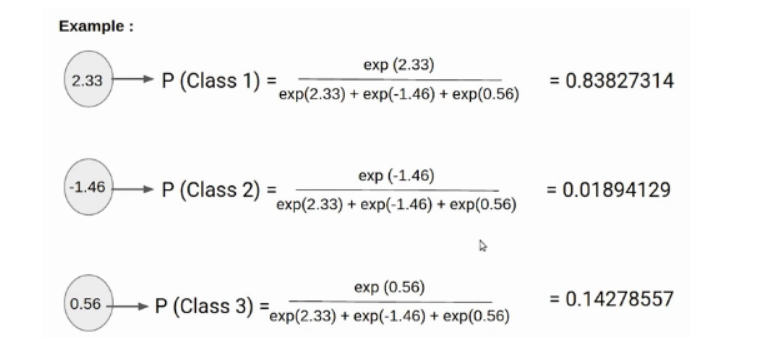 Example :
exp (2.33)
2.33 P (Class 1) = = 0.83827314
exp(2.33) + exp(-1.46) + exp(0.56)
exp (-1.46)
-1.46 P (Class 2) = = 0.01894129
exp(2.33) + exp(-1.46) + exp(0.56)
exp (0.56)
0.56 P (Class 3) = = 0.14278557
exp(2.33) + exp(-1.46) + exp(0.56)